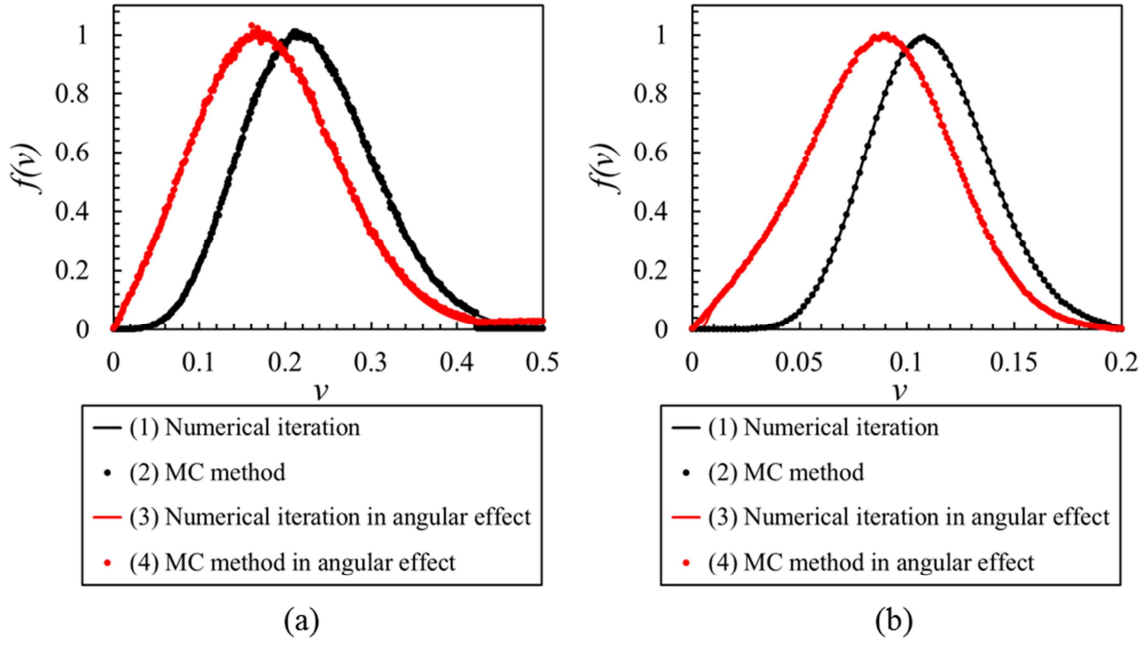 1
0.8
0.6
0.4
0.2
0
f(v)
0 0.1 0.2 0.3 0.4 0.5
v
(1) Numerical iteration
(2) MC method
(3) Numerical iteration in angular effect
(4) MC method in angular effect
(a)
1
0.8
0.6
0.4
0.2
0
f(v)
0 0.05 0.1 0.15 0.2
v
(1) Numerical iteration
(2) MC method
(3) Numerical iteration in angular effect
(4) MC method in angular effect
(b)